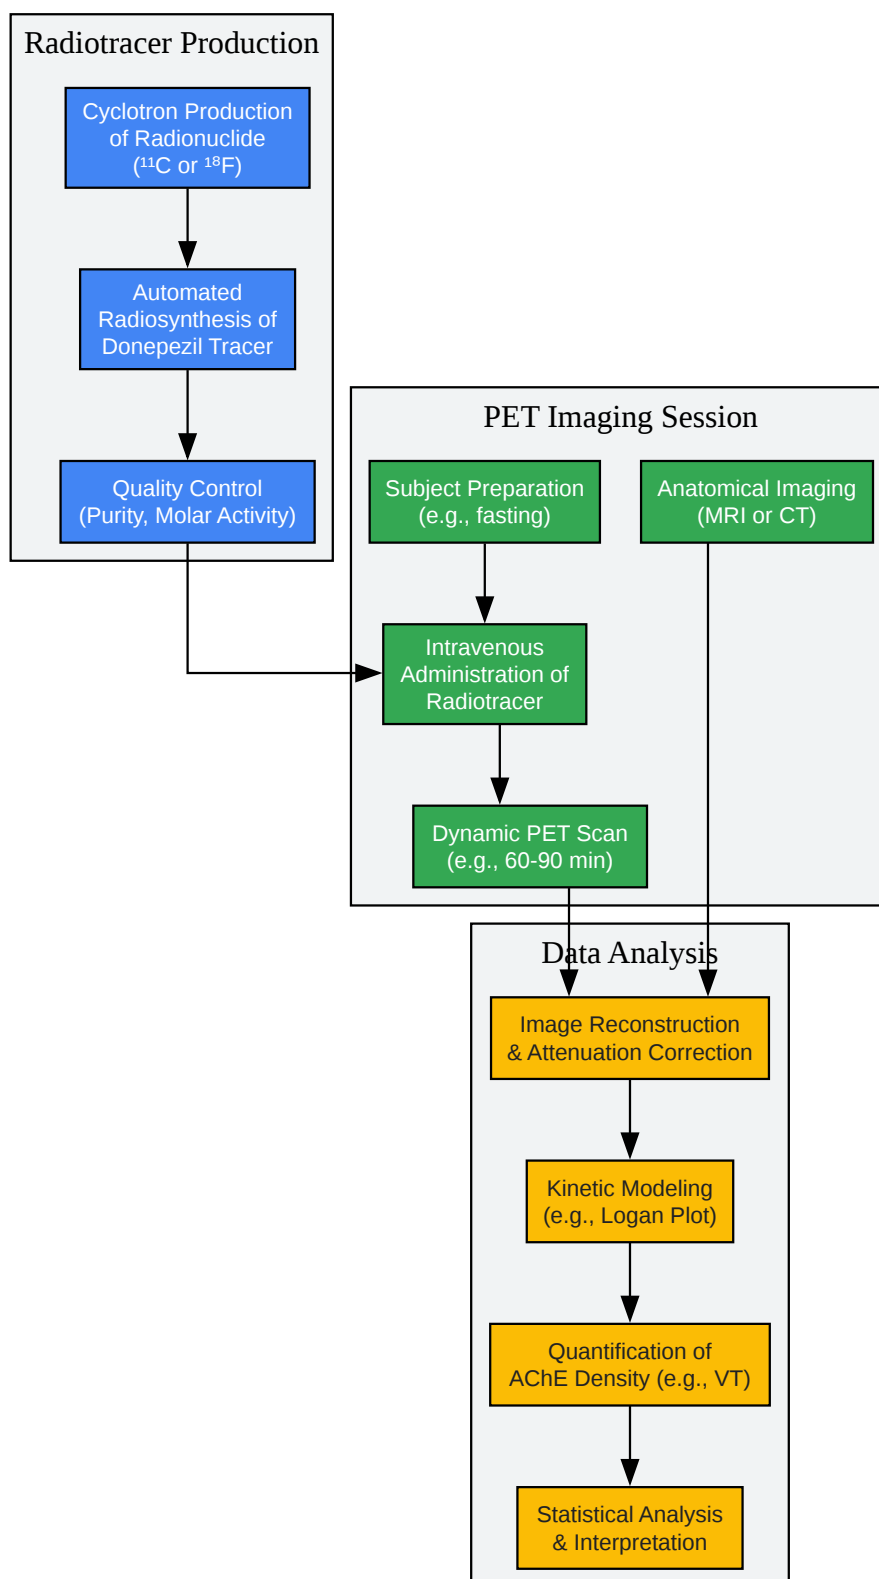 Radiotracer Production
Cyclotron Production
of Radionuclide
(¹¹C or ¹⁸F)
Automated
Radiosynthesis of
Donepezil Tracer
Quality Control
(Purity, Molar Activity)
PET Imaging Session
Subject Preparation
(e.g., fasting)
Anatomical Imaging
(MRI or CT)
Intravenous
Administration of
Radiotracer
Dynamic PET Scan
(e.g., 60-90 min)
Data Analysis
Image Reconstruction
& Attenuation Correction
Kinetic Modeling
(e.g., Logan Plot)
Quantification of
AChE Density (e.g., VT)
Statistical Analysis
& Interpretation